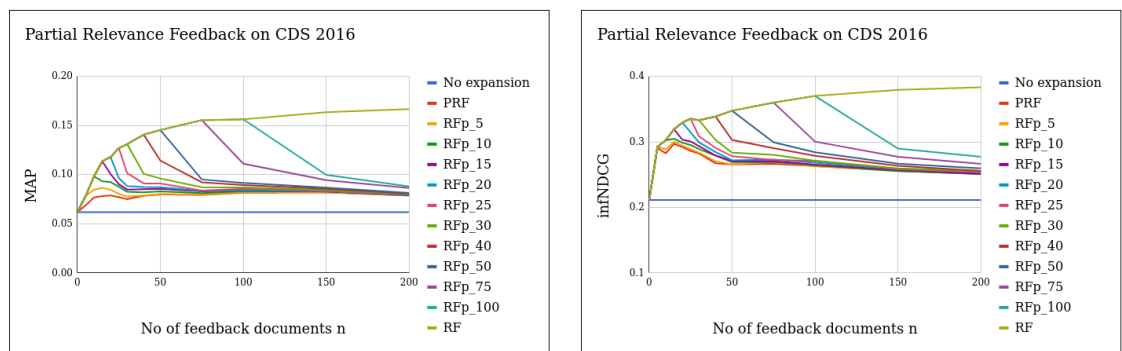 Partial Relevance Feedback on CDS 2016
MAP
0.20
0.15
0.10
0.05
0.00
0
50
100
150
200
No of feedback documents n
No expansion
PRF
RFp_5
RFp_10
RFp_15
RFp_20
RFp_25
RFp_30
RFp_40
RFp_50
RFp_75
RFp_100
RF
Partial Relevance Feedback on CDS 2016
infNDCG
0.4
0.3
0.2
0.1
0
50
100
150
200
No of feedback documents n
No expansion
PRF
RFp_5
RFp_10
RFp_15
RFp_20
RFp_25
RFp_30
RFp_40
RFp_50
RFp_75
RFp_100
RF